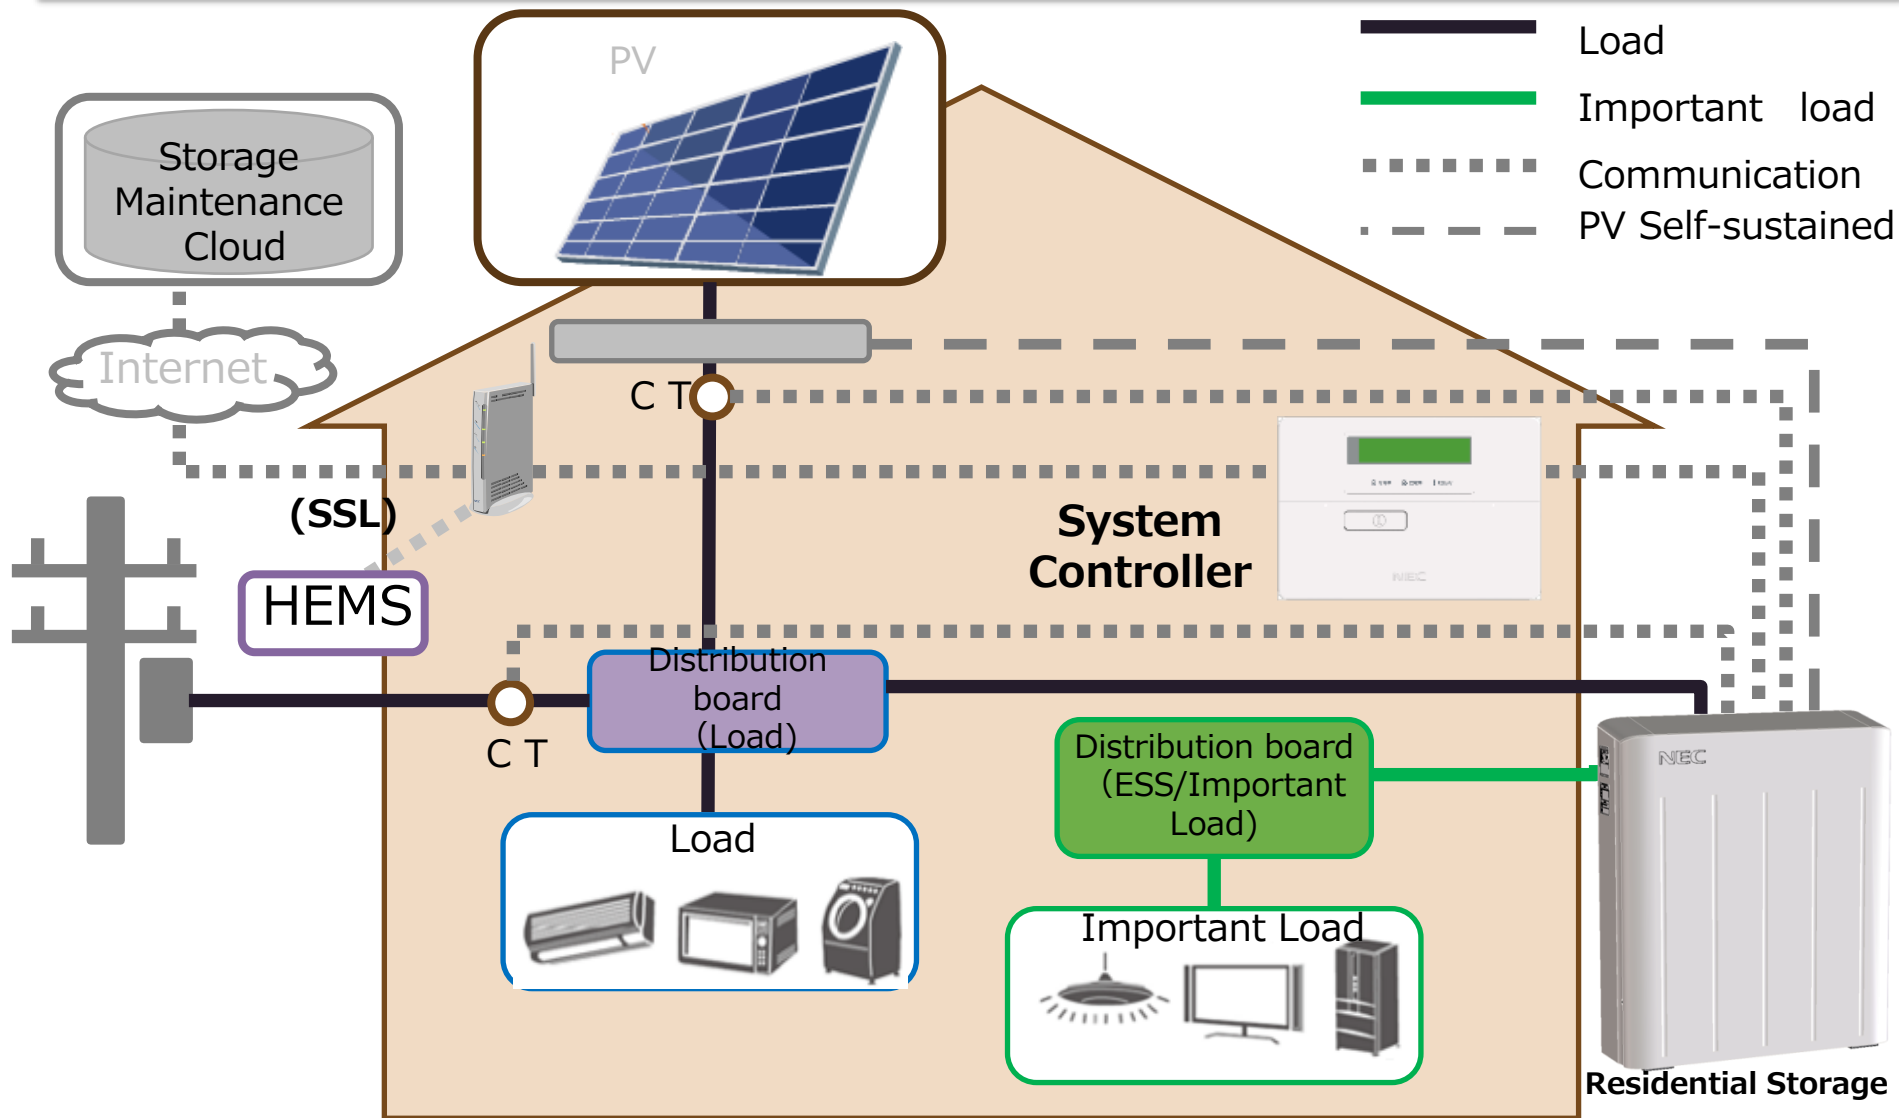 PV
Load
Important load
Communication
PV Self-sustained
Storage
Maintenance
Cloud
Internet
C T
(SSL)
System
Controller
NEC
HEMS
Distribution
board
(Load)
C T
Distribution board
(ESS/Important
Load)
NEC
Load
Important Load
Residential Storage